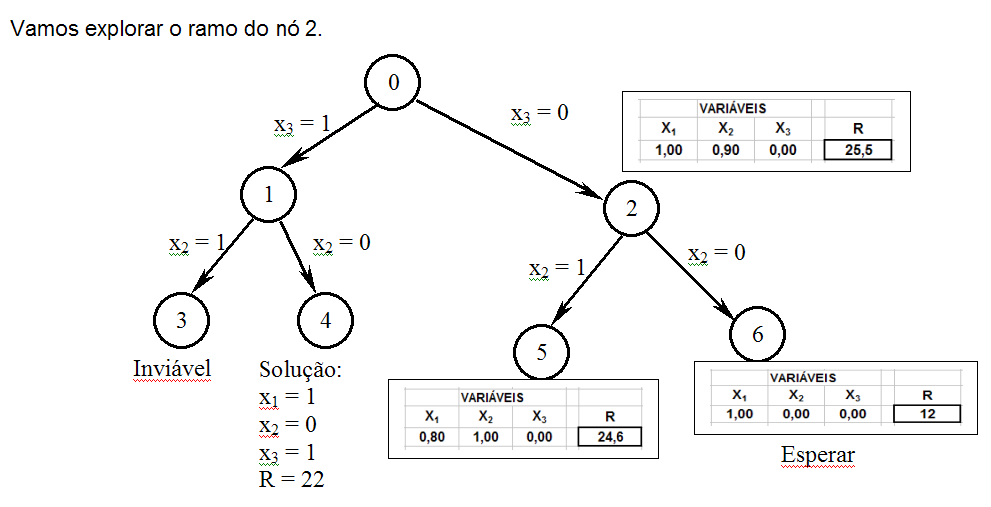 Vamos explorar o ramo do nó 2.
0
x₃ = 1
x₃ = 0
VARIÁVEIS
X₁ X₂ X₃ R
1,00 0,90 0,00 25,5
1
2
x₂ = 1
x₂ = 0
x₂ = 1
x₂ = 0
3
4
5
6
Inviável
Solução:
x₁ = 1
x₂ = 0
x₃ = 1
R = 22
VARIÁVEIS
X₁ X₂ X₃ R
0,80 1,00 0,00 24,6
VARIÁVEIS
X₁ X₂ X₃ R
1,00 0,00 0,00 12
Esperar